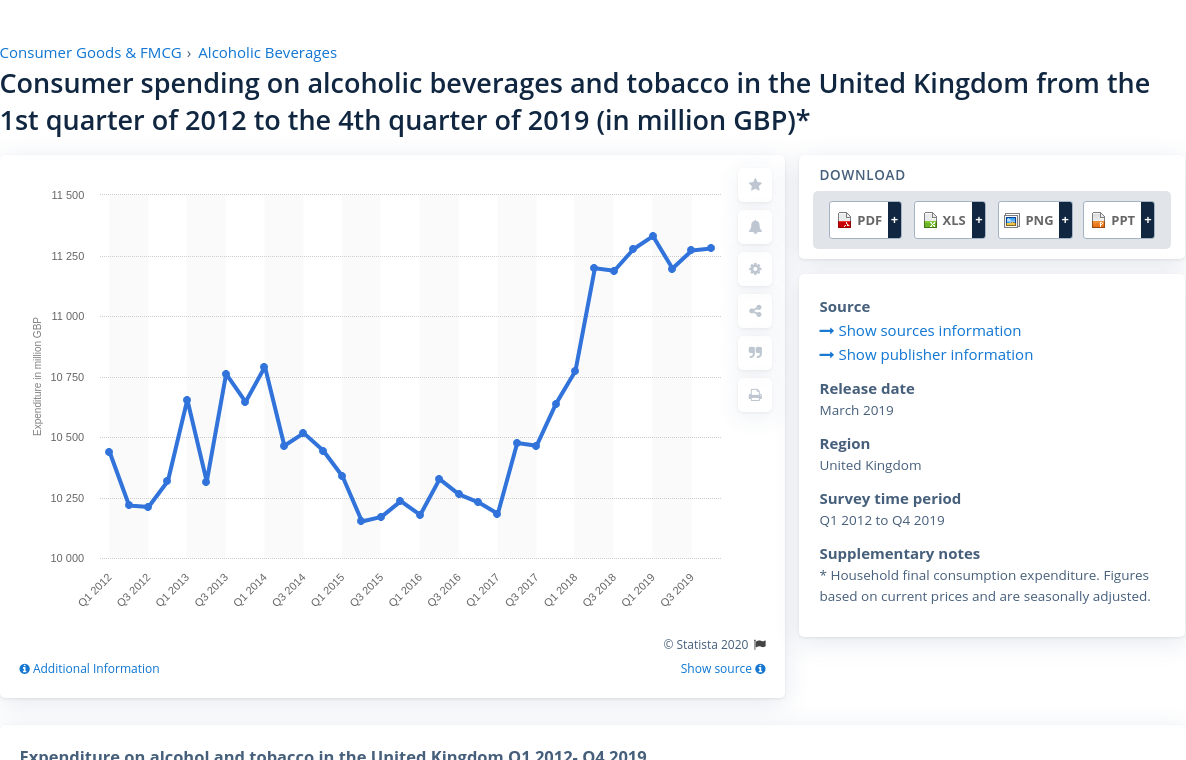 Consumer Goods & FMCG › Alcoholic Beverages
Consumer spending on alcoholic beverages and tobacco in the United Kingdom from the
1st quarter of 2012 to the 4th quarter of 2019 (in million GBP)*
11 500
11 250
11 000
10 750
10 500
10 250
10 000
Expenditure in million GBP
Q1 2012
Q3 2012
Q1 2013
Q3 2013
Q1 2014
Q3 2014
Q1 2015
Q3 2015
Q1 2016
Q3 2016
Q1 2017
Q3 2017
Q1 2018
Q3 2018
Q1 2019
Q3 2019
© Statista 2020
Additional Information
Show source
DOWNLOAD
PDF + XLS + PNG + PPT +
Source
Show sources information
Show publisher information
Release date
March 2019
Region
United Kingdom
Survey time period
Q1 2012 to Q4 2019
Supplementary notes
* Household final consumption expenditure. Figures
based on current prices and are seasonally adjusted.
Expenditure on alcohol and tobacco in the United Kingdom Q1 2012- Q4 2019